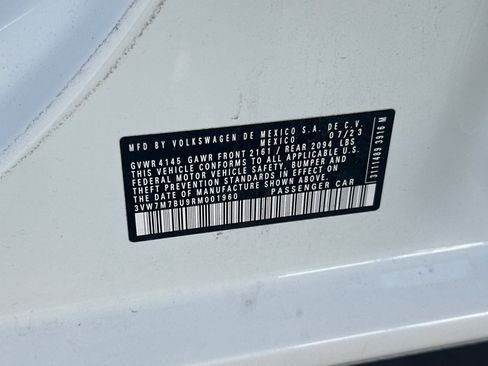 MFD BY VOLKSWAGEN DE MEXICO S.A. DE C.V.
MEXICO 07/23
GVWR 4145 GAWR FRONT 2161 / REAR 2094 LBS
THIS VEHICLE CONFORMS TO ALL APPLICABLE U.S.
FEDERAL MOTOR VEHICLE SAFETY, BUMPER AND
THEFT PREVENTION STANDARDS IN EFFECT ON
THE DATE OF MANUFACTURE SHOWN ABOVE.
3VW7M7BU9RM001960 PASSENGER CAR
3111489 3916 M